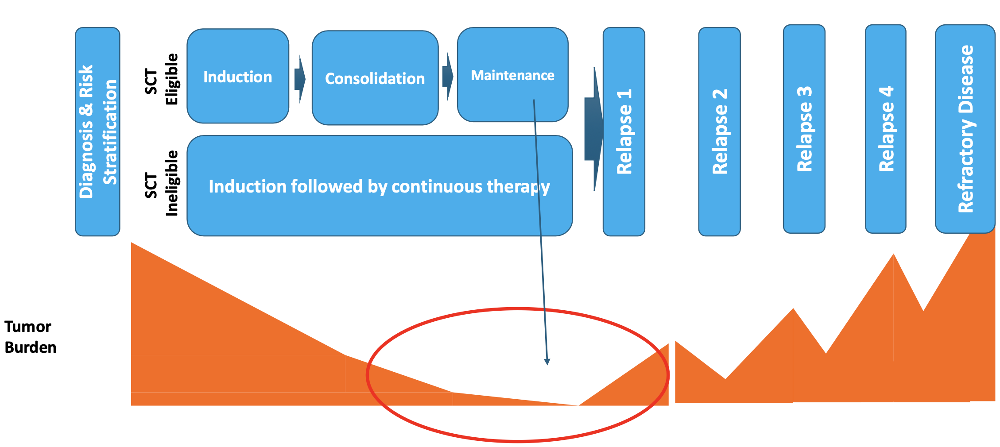 Diagnosis & Risk
Stratification
SCT
Eligible
Induction
Consolidation
Maintenance
SCT
Ineligible
Induction followed by continuous therapy
Relapse 1
Relapse 2
Relapse 3
Relapse 4
Refractory Disease
Tumor
Burden